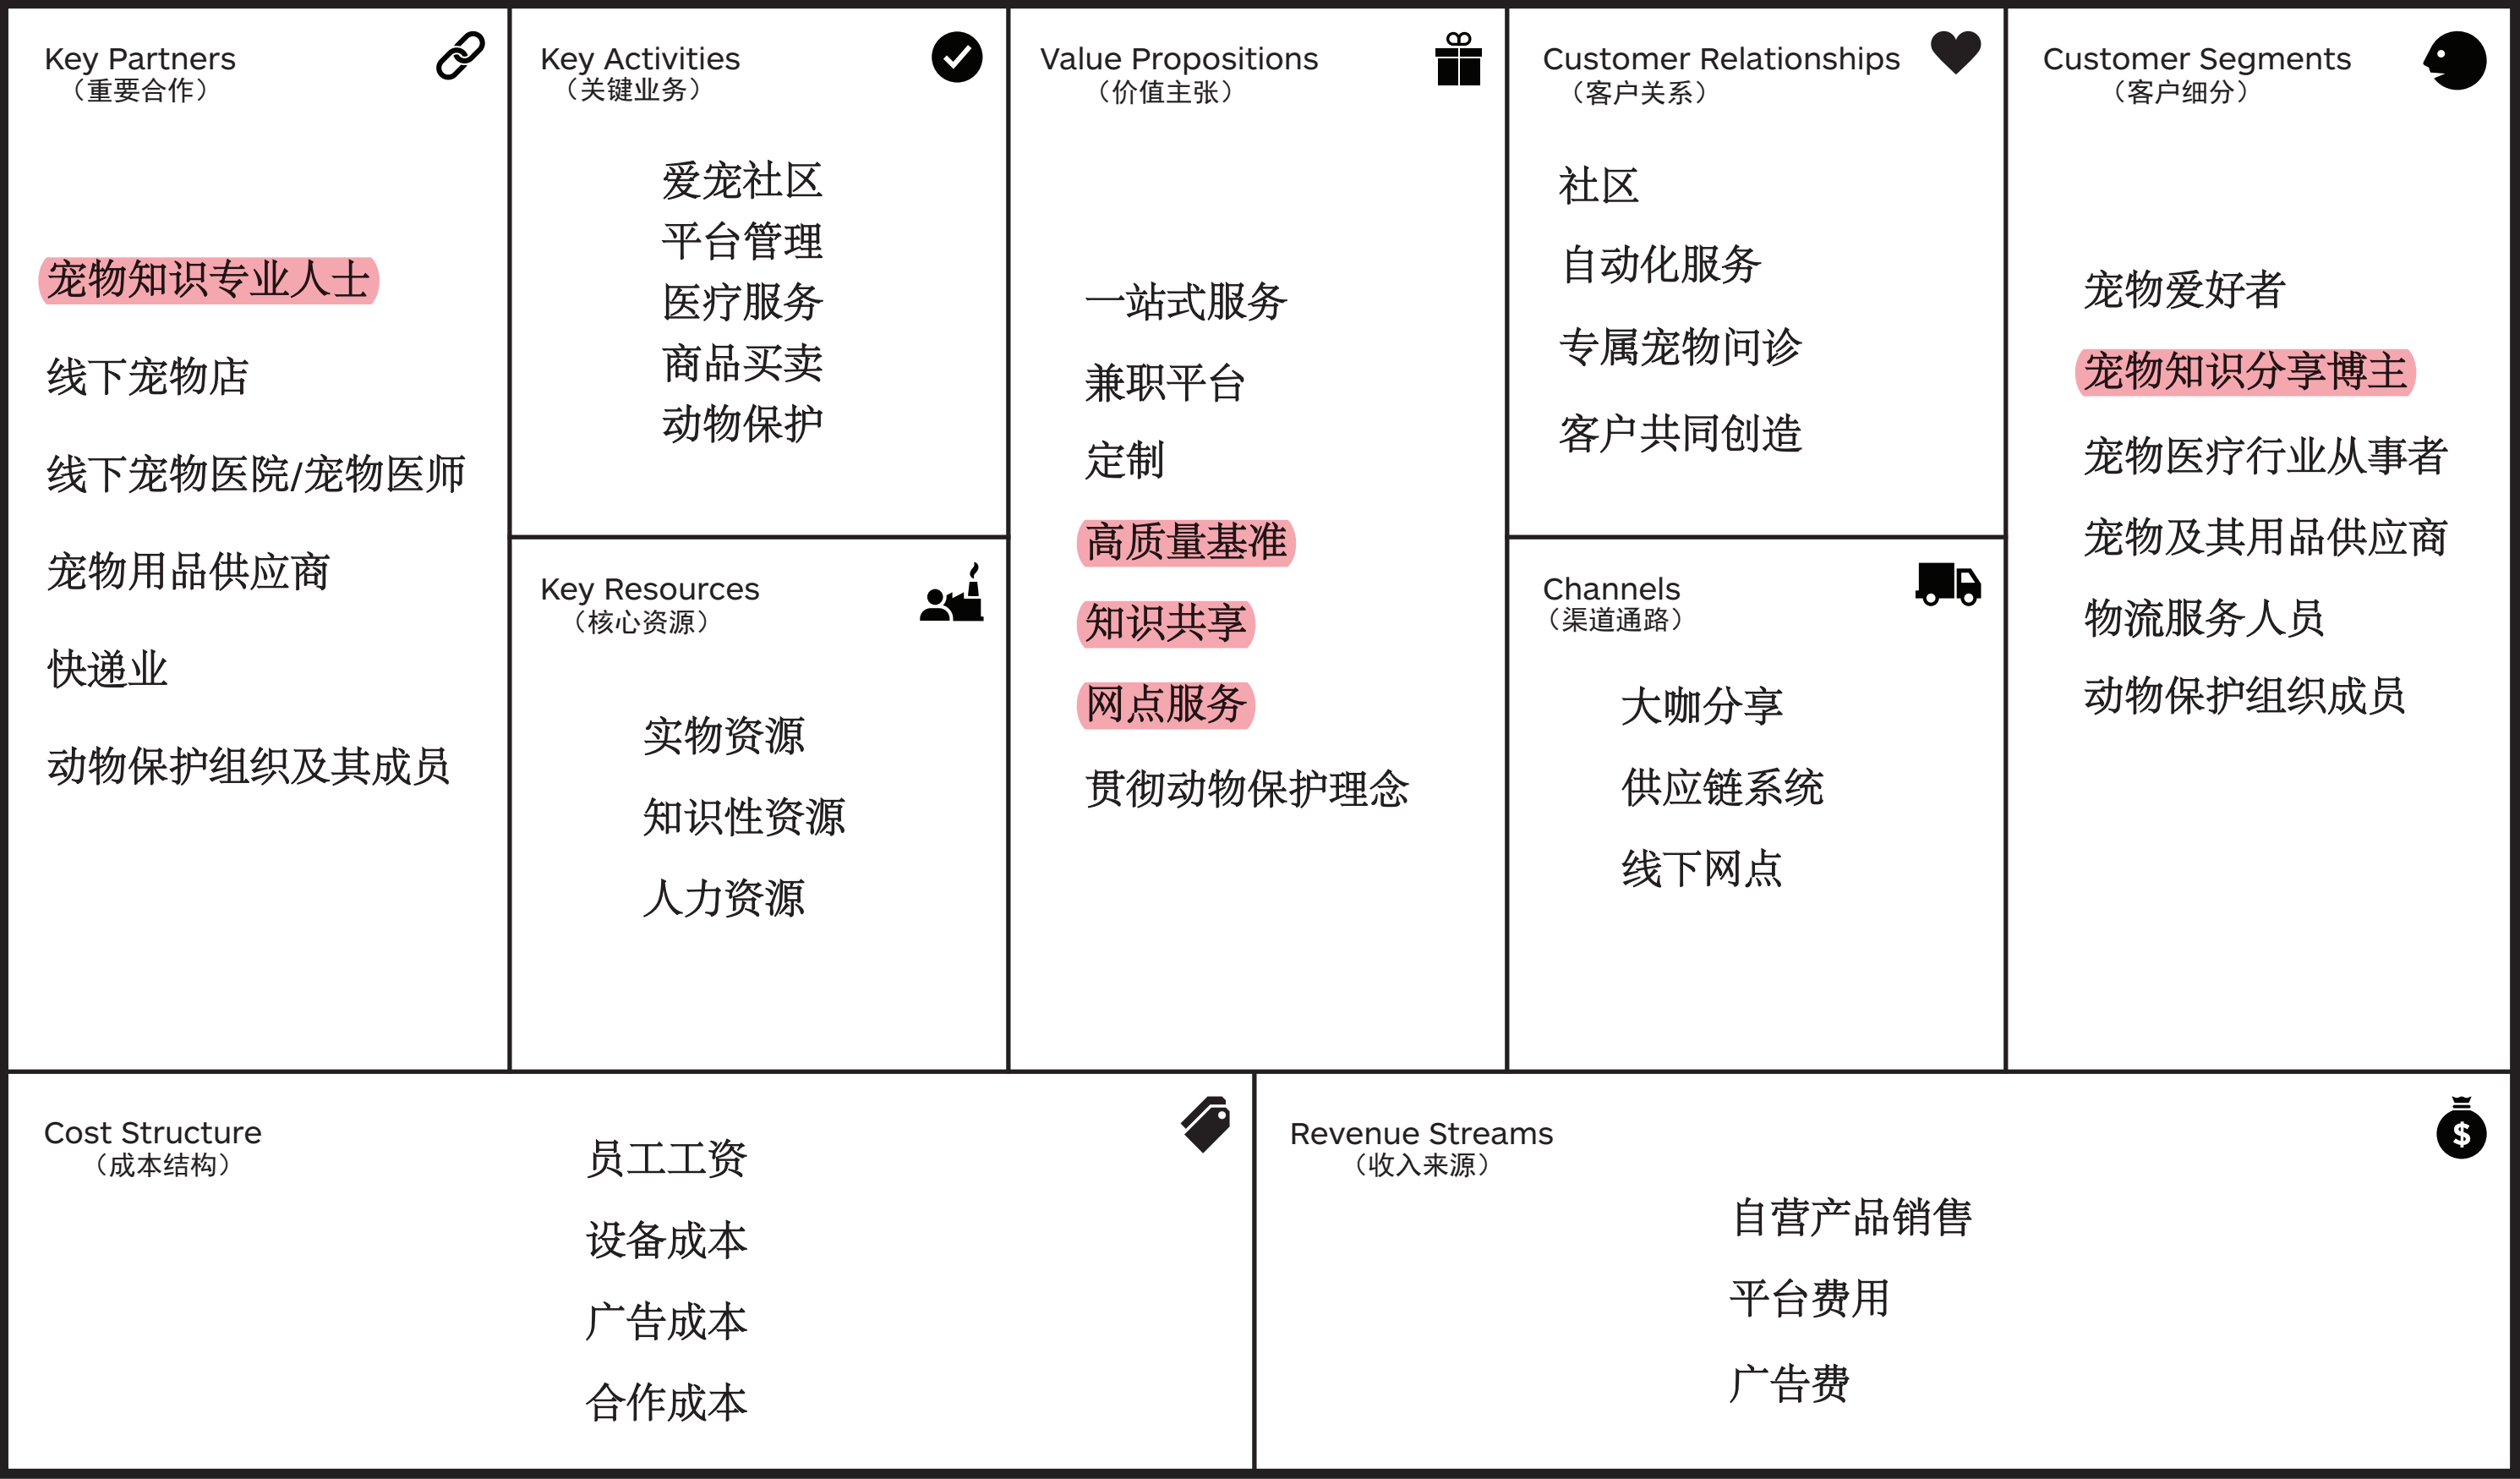 Key Partners
（重要合作）
宠物知识专业人士
线下宠物店
线下宠物医院/宠物医师
宠物用品供应商
快递业
动物保护组织及其成员
Key Activities
（关键业务）
爱宠社区
平台管理
医疗服务
商品买卖
动物保护
Key Resources
（核心资源）
实物资源
知识性资源
人力资源
Value Propositions
（价值主张）
一站式服务
兼职平台
定制
高质量基准
知识共享
网点服务
贯彻动物保护理念
Customer Relationships
（客户关系）
社区
自动化服务
专属宠物问诊
客户共同创造
Channels
（渠道通路）
大咖分享
供应链系统
线下网点
Customer Segments
（客户细分）
宠物爱好者
宠物知识分享博主
宠物医疗行业从事者
宠物及其用品供应商
物流服务人员
动物保护组织成员
Cost Structure
（成本结构）
员工工资
设备成本
广告成本
合作成本
Revenue Streams
（收入来源）
$
自营产品销售
平台费用
广告费